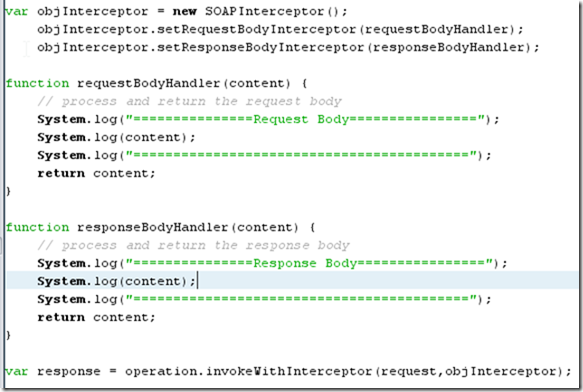 var objInterceptor = new SOAPInterceptor();
    objInterceptor.setRequestBodyInterceptor(requestBodyHandler);
    objInterceptor.setResponseBodyInterceptor(responseBodyHandler);

function requestBodyHandler(content) {
    // process and return the request body
    System.log("===============Request Body================");
    System.log(content);
    System.log("==========================================");
    return content;
}

function responseBodyHandler(content) {
    // process and return the response body
    System.log("===============Response Body================");
    System.log(content);
    System.log("==========================================");
    return content;
}

var response = operation.invokeWithInterceptor(request,objInterceptor);